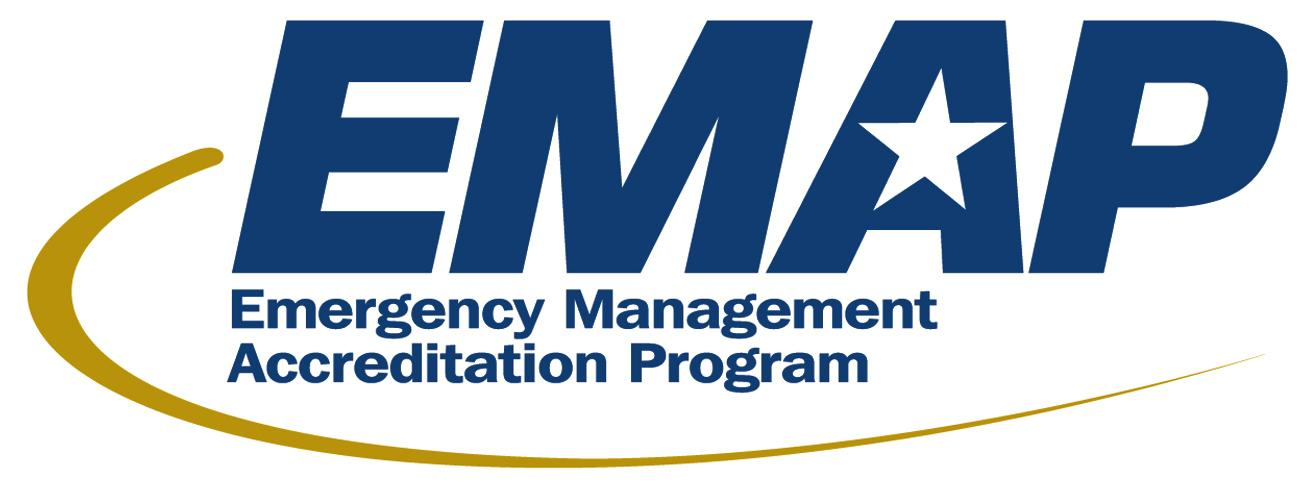 EMAP
Emergency Management
Accreditation Program